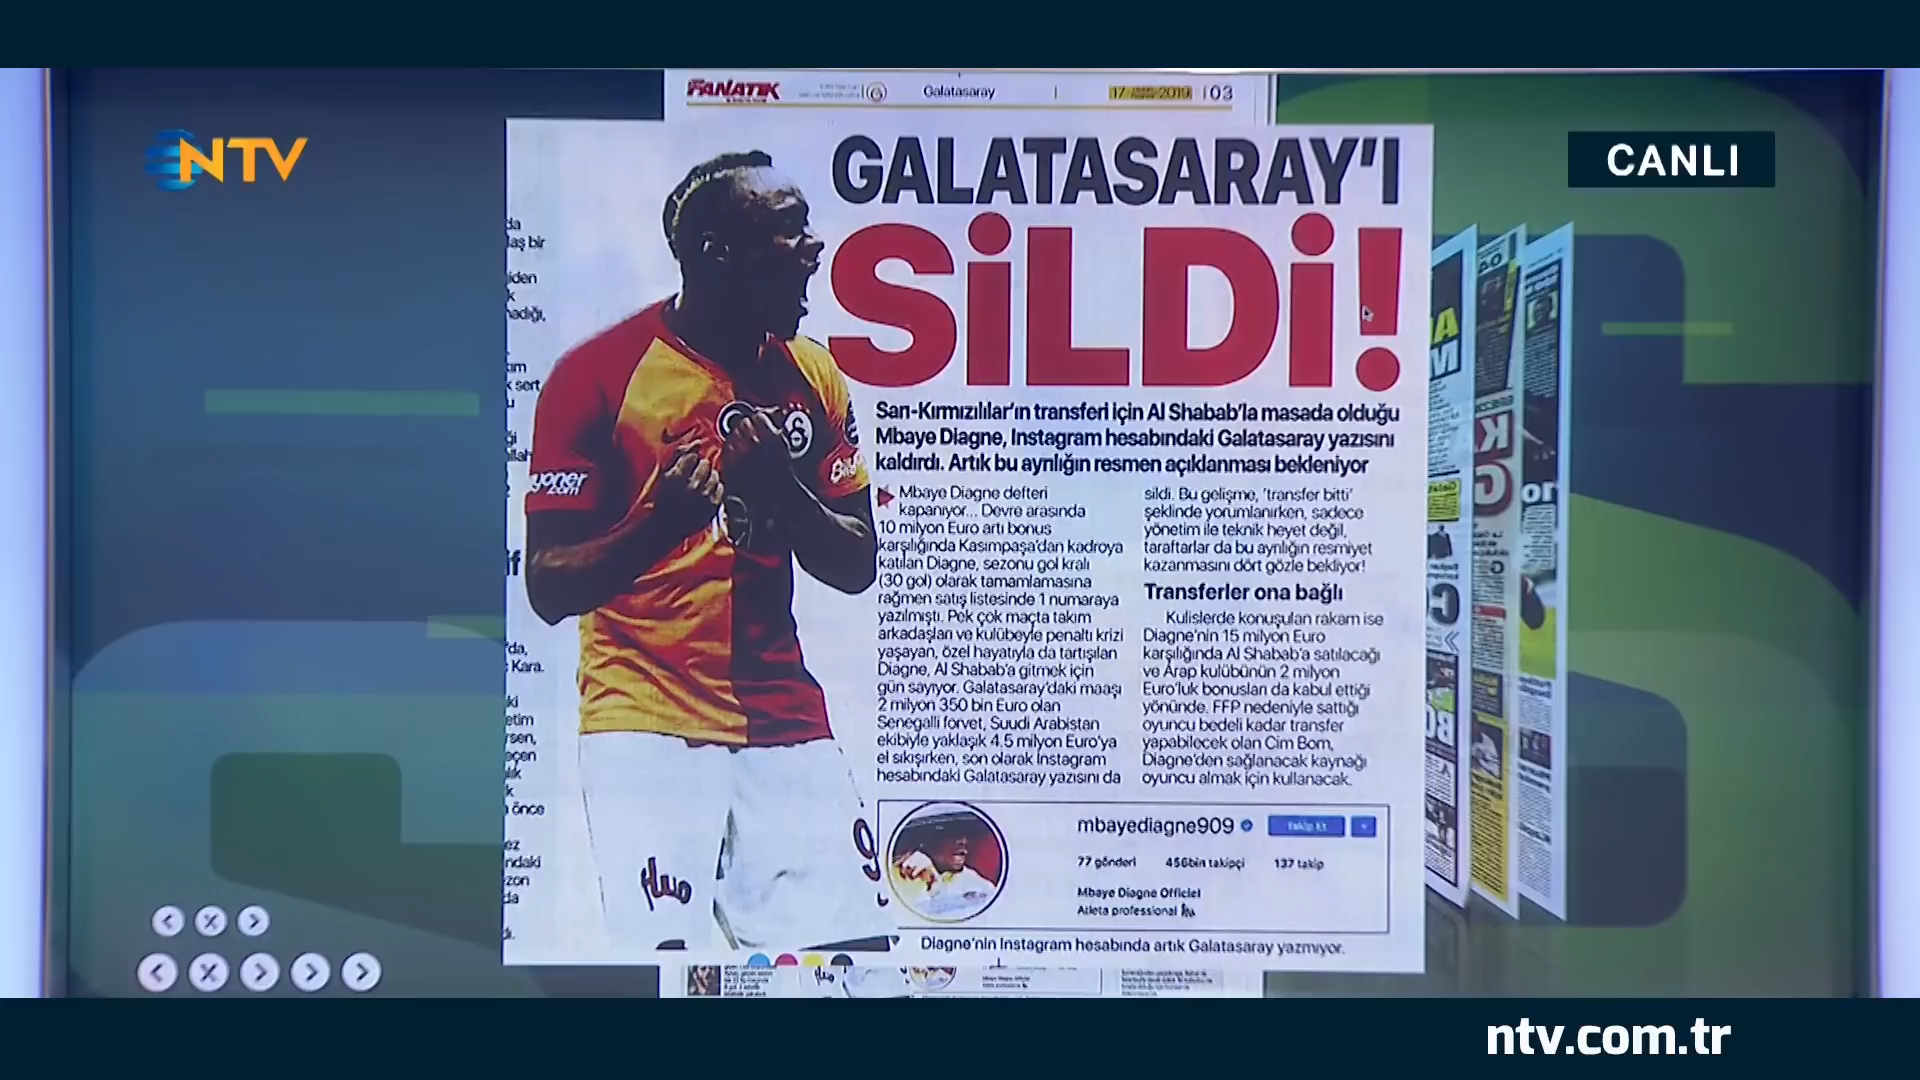 FANATİK
Galatasaray
17
2019
03
NTV
CANLI
GALATASARAY'I
SİLDİ!
Sarı-Kırmızılılar'ın transferi için Al Shabab'la masada olduğu
Mbaye Diagne, Instagram hesabındaki Galatasaray yazısını
kaldırdı. Artık bu ayrılığın resmen açıklanması bekleniyor
Mbaye Diagne defteri
kapanıyor... Devre arasında
10 milyon Euro artı bonus
karşılığında Kasımpaşa'dan kadroya
katılan Diagne, sezonu gol kralı
(30 gol) olarak tamamlamasına
rağmen satış listesinde 1 numaraya
yazılmıştı. Pek çok maçta takım
arkadaşları ve kulübeyle penaltı krizi
yaşayan, özel hayatıyla da tartışılan
Diagne, Al Shabab'a gitmek için
gün sayıyor. Galatasaray'daki maaşı
2 milyon 350 bin Euro olan
Senegalli forvet, Suudi Arabistan
ekibiyle yaklaşık 4.5 milyon Euro'ya
el sıkışırken, son olarak Instagram
hesabındaki Galatasaray yazısını da
sildi. Bu gelişme, 'transfer bitti'
şeklinde yorumlanırken, sadece
yönetim ile teknik heyet değil,
taraftarlar da bu ayrılığın resmiyet
kazanmasını dört gözle bekliyor!
Transferler ona bağlı
Kulislerde konuşulan rakam ise
Diagne'nin 15 milyon Euro
karşılığında Al Shabab'a satılacağı
ve Arap kulübünün 2 milyon
Euro'luk bonusları da kabul ettiği
yönünde. FFP nedeniyle sattığı
oyuncu bedeli kadar transfer
yapabilecek olan Cim Bom,
Diagne'den sağlanacak kaynağı
oyuncu almak için kullanacak.
mbayediagne909
Takip Et
77 gönderi 456bin takipçi 137 takip
Mbaye Diagne Officiel
Atleta professional
Diagne'nin Instagram hesabında artık Galatasaray yazmıyor.
ntv.com.tr